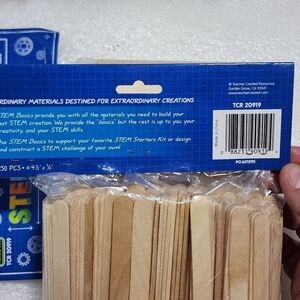 © Teacher Created Resources
Garden Grove, CA 92841
www.teachercreated.com
ORDINARY MATERIALS DESTINED FOR EXTRAORDINARY CREATIONS
STEM Basics provide you with all the materials you need to build
STEM creation. We provide the "basics" but the rest is up to you, your
creativity, and your STEM skills.
Use STEM Basics to support your favorite STEM Starters Kit or design
and construct a STEM challenge of your own!
TCR 20919
Made in China
PCS •
TCR 20919